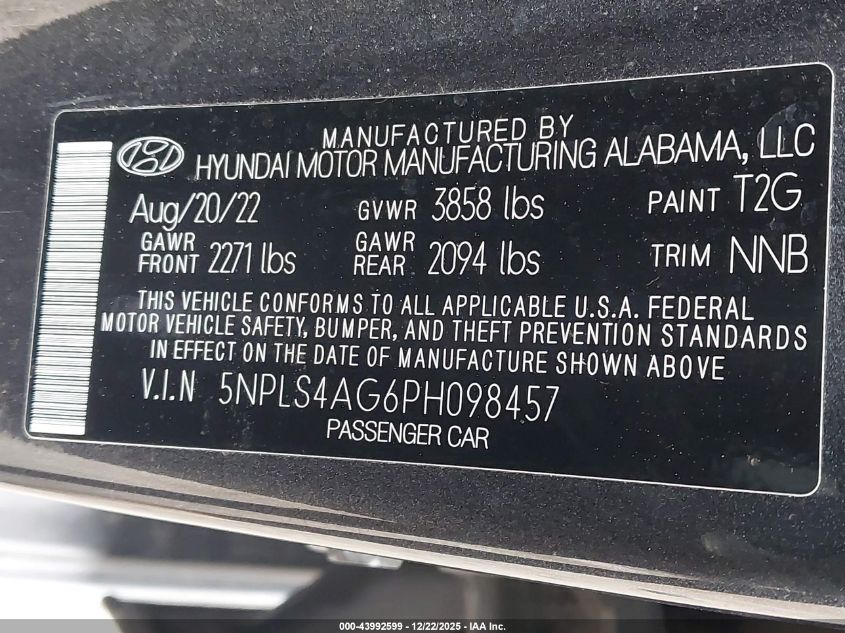 MANUFACTURED BY
HYUNDAI MOTOR MANUFACTURING ALABAMA, LLC
Aug/20/22 GVWR 3858 lbs PAINT T2G
GAWR FRONT 2271 lbs GAWR REAR 2094 lbs TRIM NNB
THIS VEHICLE CONFORMS TO ALL APPLICABLE U.S.A. FEDERAL
MOTOR VEHICLE SAFETY, BUMPER, AND THEFT PREVENTION STANDARDS
IN EFFECT ON THE DATE OF MANUFACTURE SHOWN ABOVE
V.I.N 5NPLS4AG6PH098457
PASSENGER CAR
000-43992599 - 12/22/2025 - IAA Inc.